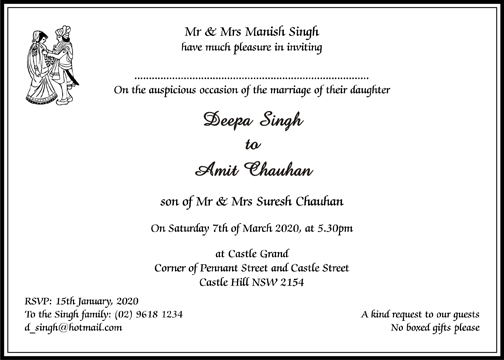 Mr & Mrs Manish Singh
have much pleasure in inviting
......................................................................
On the auspicious occasion of the marriage of their daughter
Deepa Singh
to
Amit Chauhan
son of Mr & Mrs Suresh Chauhan
On Saturday 7th of March 2020, at 5.30pm
at Castle Grand
Corner of Pennant Street and Castle Street
Castle Hill NSW 2154
RSVP: 15th January, 2020
To the Singh family: (02) 9618 1234
d_singh@hotmail.com
A kind request to our guests
No boxed gifts please